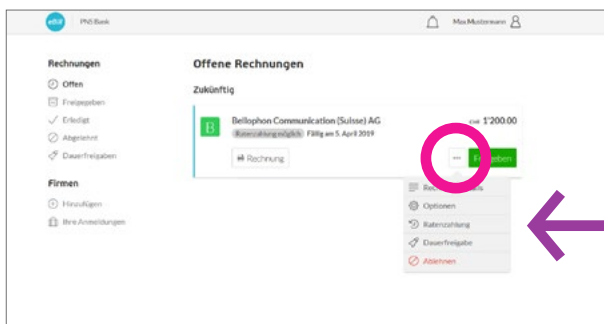 eBill PNS Bank Max Mustermann
Rechnungen
Offen
Freigegeben
Erledigt
Abgelehnt
Dauerfreigaben
Firmen
Hinzufügen
Ihre Anmeldungen
Offene Rechnungen
Zukünftig
B
Bellophon Communication (Suisse) AG
CHF 1'200.00
Ratenzahlung möglich Fällig am 5. April 2019
Rechnung
Optionen
Ratenzahlung
Dauerfreigabe
Ablehnen